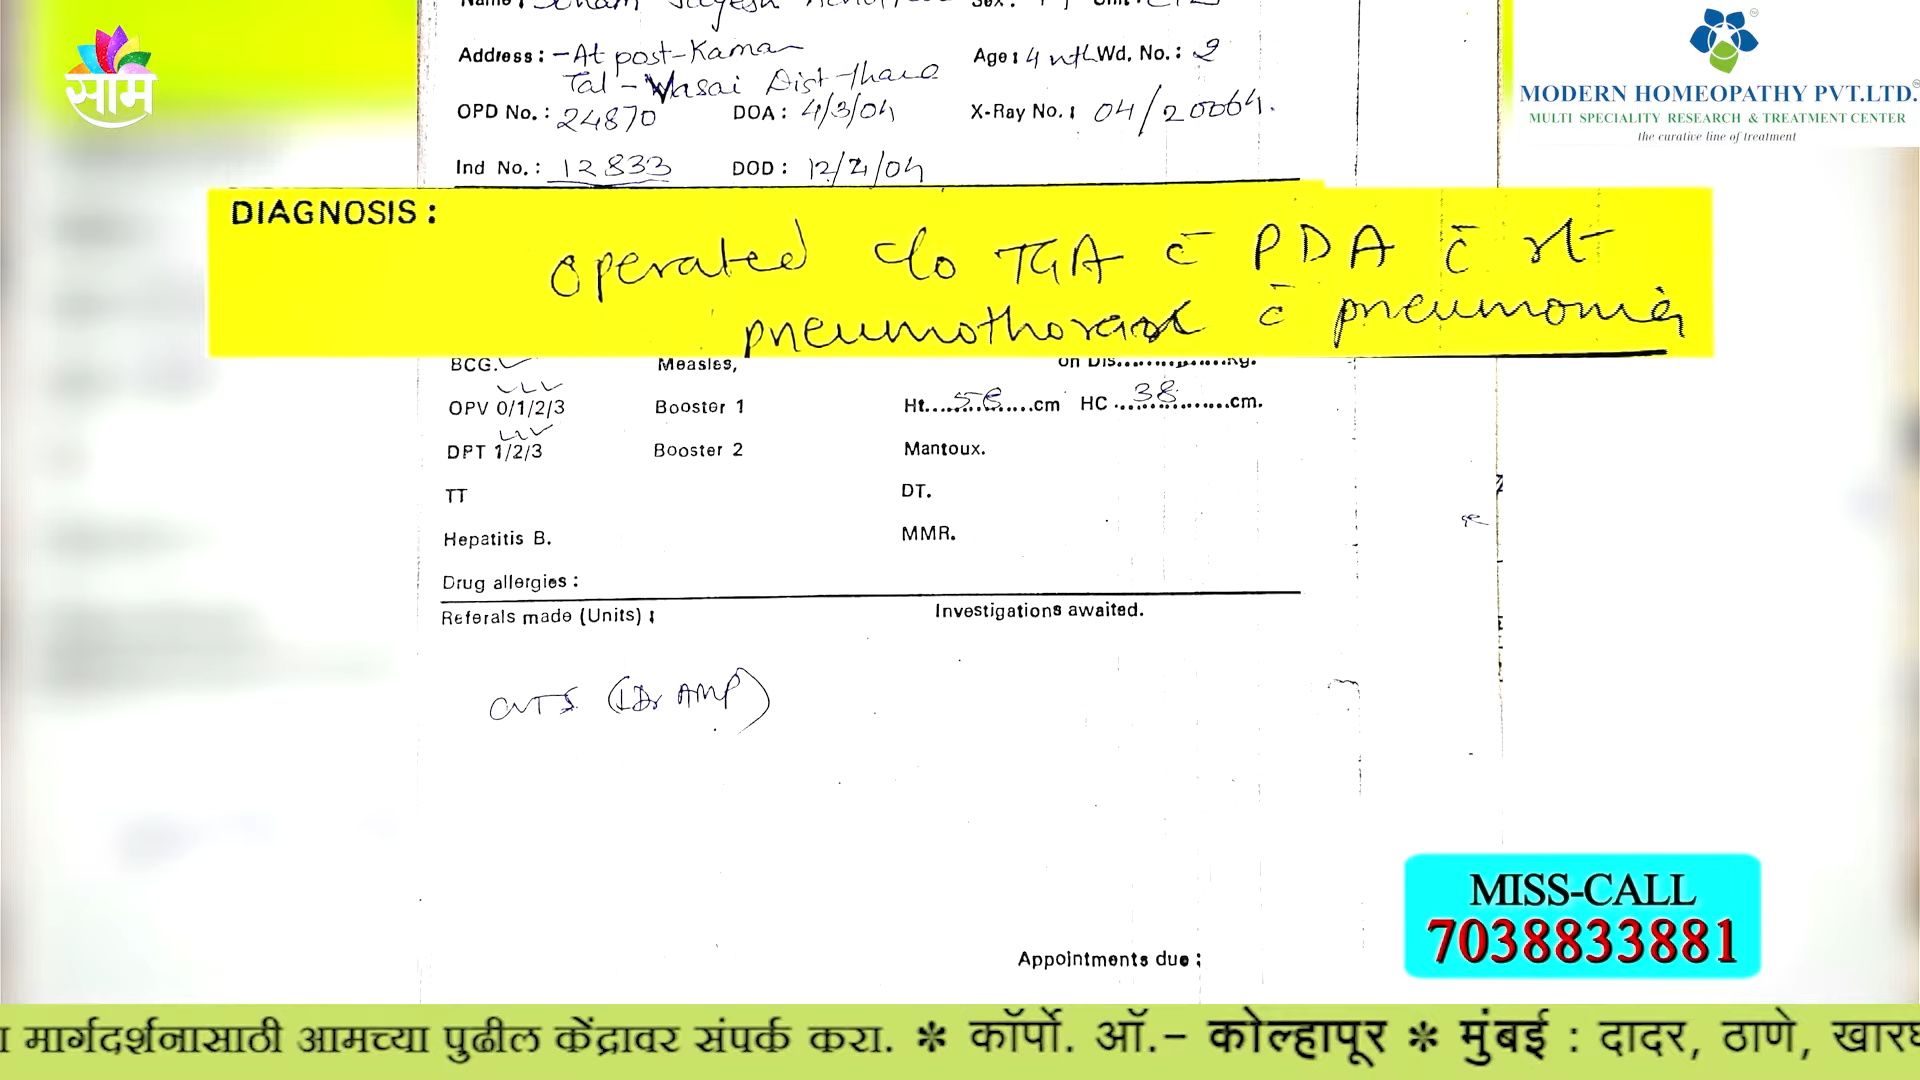 साम
MODERN HOMEOPATHY PVT.LTD.
MULTI SPECIALITY RESEARCH & TREATMENT CENTER
the curative line of treatment
Address : - At post - Kaman Age : 4 mth Wd. No. : 2
Tal - Wasai Dist - thane
OPD No. : 24870 DOA : 4/3/04 X-Ray No. : 04/20064.
Ind No. : 12833 DOD : 12/4/04
DIAGNOSIS :
operated c/o TGA c̄ PDA c̄ rt
pneumothorax c̄ pneumonia
BCG. Measles, on Dis. Kg.
OPV 0/1/2/3 Booster 1 Ht. 58 cm HC 38 cm.
DPT 1/2/3 Booster 2 Mantoux.
TT DT.
Hepatitis B. MMR.
Drug allergies :
Referals made (Units) : Investigations awaited.
CVTS (Dr AMP)
Appointments due :
MISS-CALL
7038833881
मार्गदर्शनासाठी आमच्या पुढील केंद्रावर संपर्क करा. * कॉर्पो. ऑ.- कोल्हापूर * मुंबई : दादर, ठाणे,